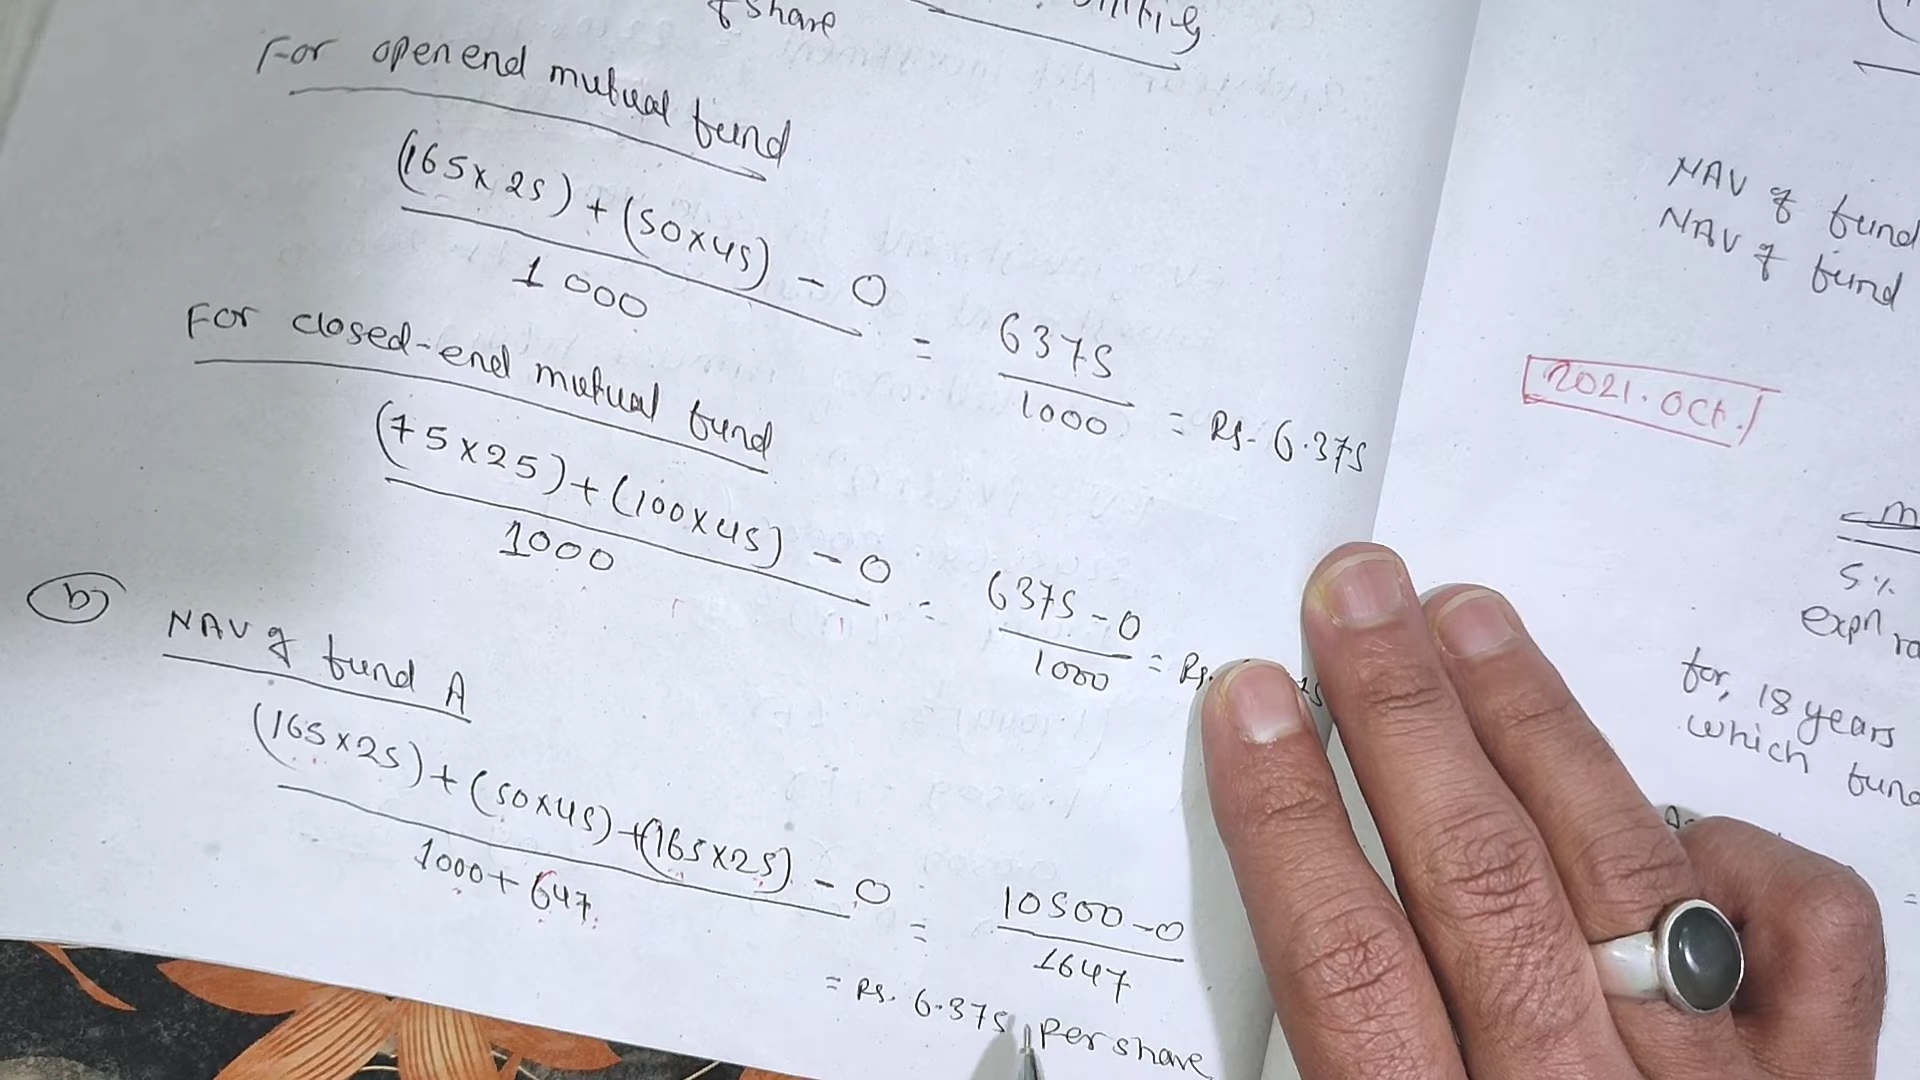 of share
For open end mutual fund
(165x25) + (50x45) - 0
1000
= 6375
1000
= Rs. 6.375
For closed-end mutual fund
(75x25) + (100x45) - 0
1000
= 6375 - 0
1000
= Rs.
b)
NAV of fund A
(165x25) + (50x45) + (165x25) - 0
1000 + 647
= 10500 - 0
1647
= Rs. 6.375 Per share
NAV of fund
NAV of fund
2021. Oct.
5%
expn
for, 18 years
which